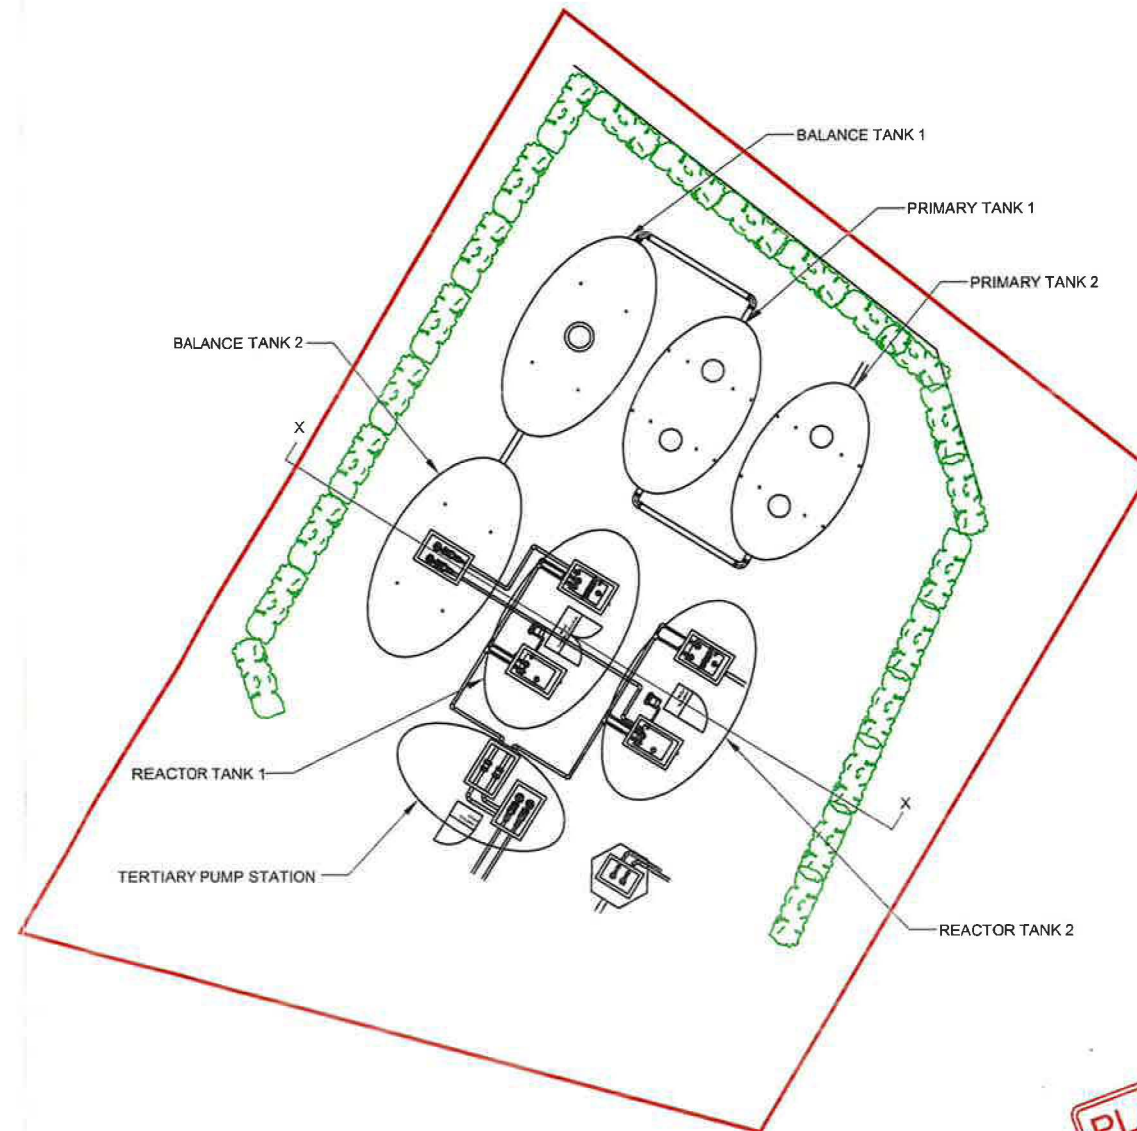 BALANCE TANK 1
PRIMARY TANK 1
PRIMARY TANK 2
BALANCE TANK 2
X
REACTOR TANK 1
X
TERTIARY PUMP STATION
REACTOR TANK 2
PL